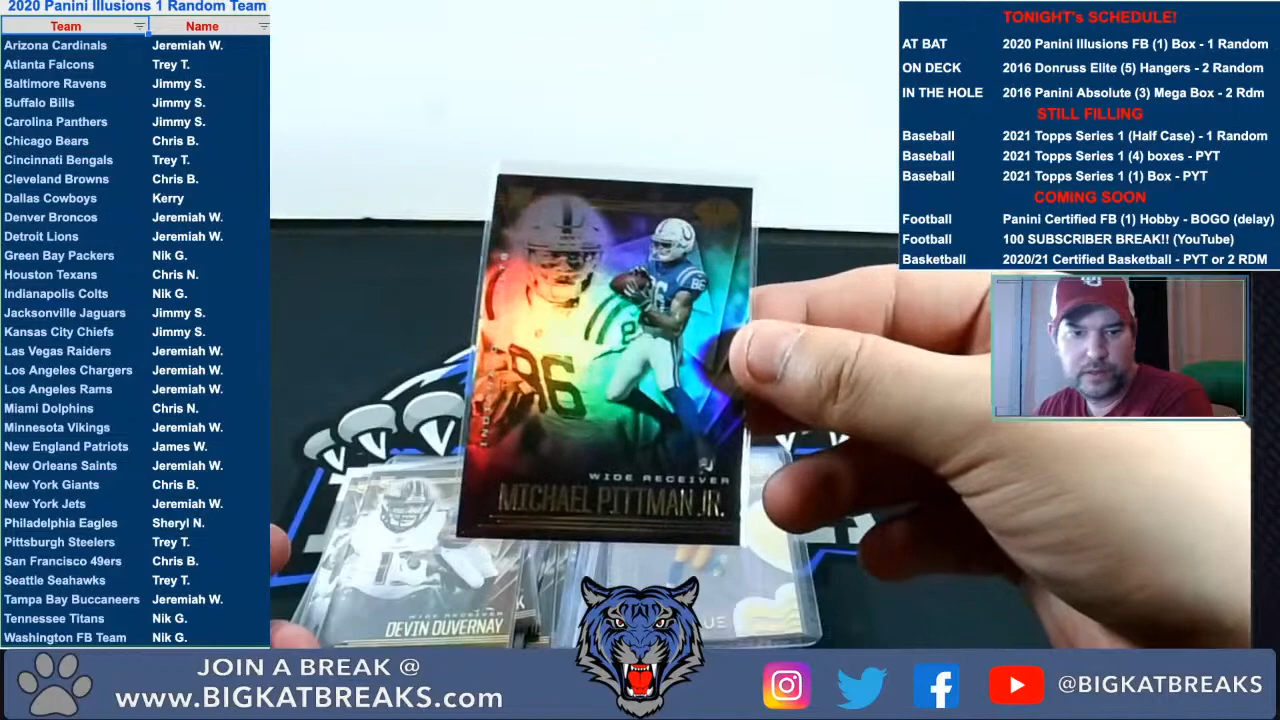 2020 Panini Illusions 1 Random Team
Team Name
Arizona Cardinals Jeremiah W.
Atlanta Falcons Trey T.
Baltimore Ravens Jimmy S.
Buffalo Bills Jimmy S.
Carolina Panthers Jimmy S.
Chicago Bears Chris B.
Cincinnati Bengals Trey T.
Cleveland Browns Chris B.
Dallas Cowboys Kerry
Denver Broncos Jeremiah W.
Detroit Lions Jeremiah W.
Green Bay Packers Nik G.
Houston Texans Chris N.
Indianapolis Colts Nik G.
Jacksonville Jaguars Jimmy S.
Kansas City Chiefs Jimmy S.
Las Vegas Raiders Jeremiah W.
Los Angeles Chargers Jeremiah W.
Los Angeles Rams Jeremiah W.
Miami Dolphins Chris N.
Minnesota Vikings Jeremiah W.
New England Patriots James W.
New Orleans Saints Jeremiah W.
New York Giants Chris B.
New York Jets Jeremiah W.
Philadelphia Eagles Sheryl N.
Pittsburgh Steelers Trey T.
San Francisco 49ers Chris B.
Seattle Seahawks Trey T.
Tampa Bay Buccaneers Jeremiah W.
Tennessee Titans Nik G.
Washington FB Team Nik G.
TONIGHT's SCHEDULE!
AT BAT 2020 Panini Illusions FB (1) Box - 1 Random
ON DECK 2016 Donruss Elite (5) Hangers - 2 Random
IN THE HOLE 2016 Panini Absolute (3) Mega Box - 2 Rdm
STILL FILLING
Baseball 2021 Topps Series 1 (Half Case) - 1 Random
Baseball 2021 Topps Series 1 (4) boxes - PYT
Baseball 2021 Topps Series 1 (1) Box - PYT
COMING SOON
Football Panini Certified FB (1) Hobby - BOGO (delay)
Football 100 SUBSCRIBER BREAK!! (YouTube)
Basketball 2020/21 Certified Basketball - PYT or 2 RDM
86
86
WIDE RECEIVER
MICHAEL PITTMAN JR.
WIDE RECEIVER
DEVIN DUVERNAY
JOIN A BREAK @
www.BIGKATBREAKS.com
@BIGKATBREAKS